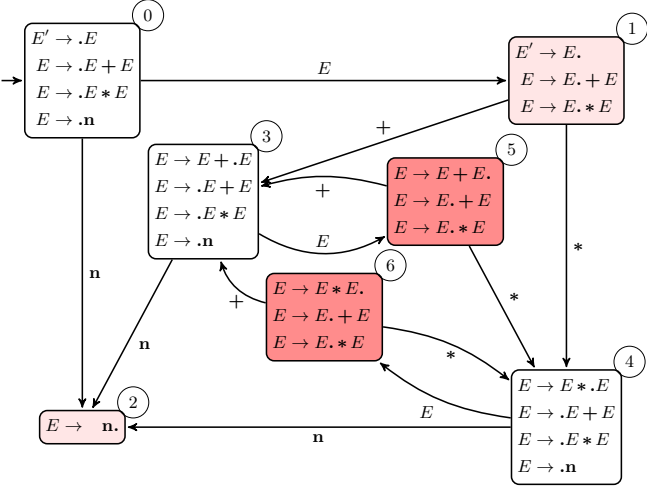 0
E′ → .E
E → .E + E
E → .E * E
E → .n
1
E′ → E.
E → E. + E
E → E. * E
E
+
3
E → E + .E
E → .E + E
E → .E * E
E → .n
5
E → E + E.
E → E. + E
E → E. * E
+
E
*
n
6
E → E * E.
E → E. + E
E → E. * E
+
*
*
n
E
4
E → E * .E
E → .E + E
E → .E * E
E → .n
2
E → n.
n